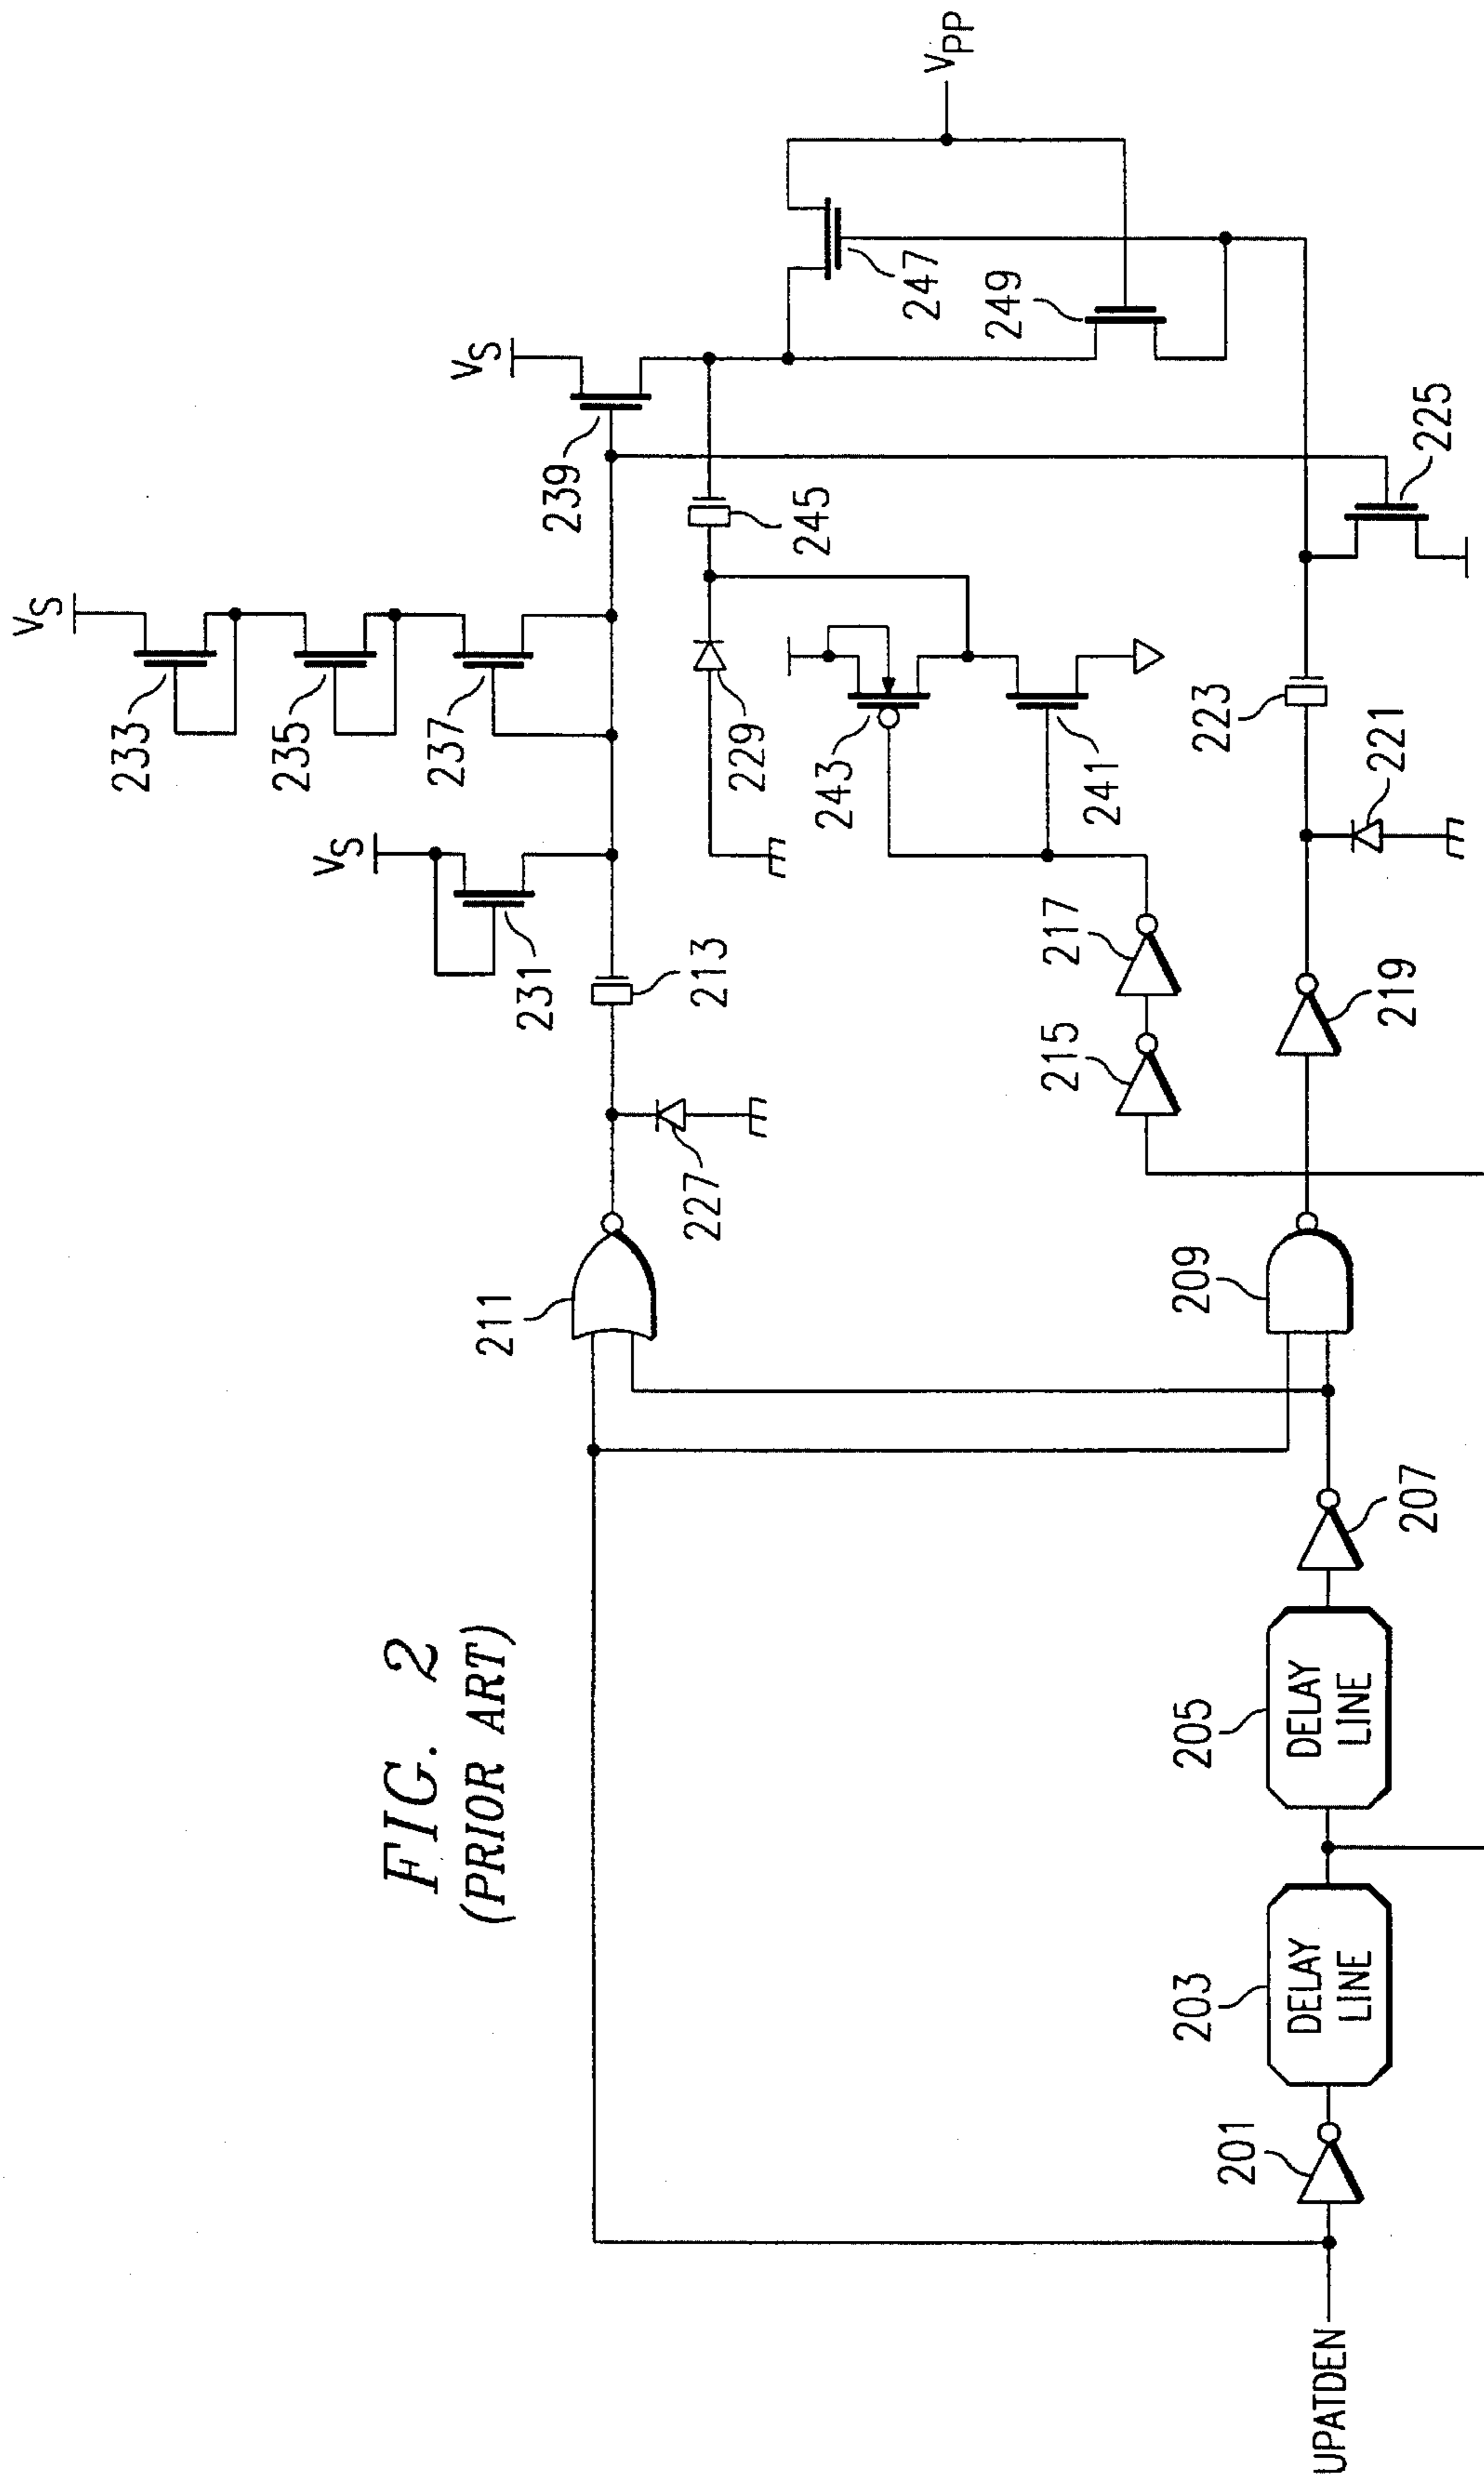 FIG. 2
(PRIOR ART)
UPATDEN
201
203
DELAY
LINE
205
DELAY
LINE
207
209
211
227
213
231
VS
233
235
237
VS
239
VS
229
245
243
241
215
217
219
221
223
225
247
249
VPP